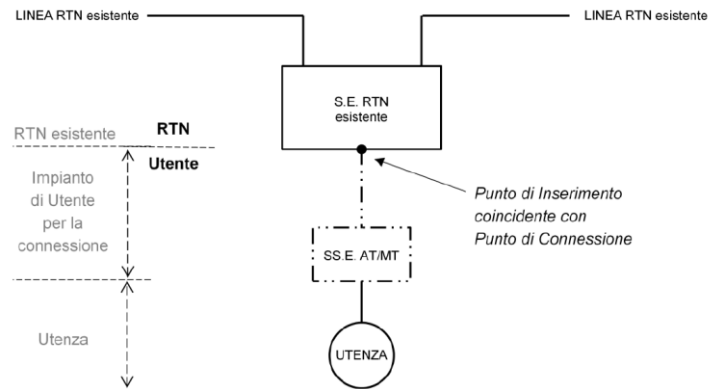 LINEA RTN esistente
LINEA RTN esistente
S.E. RTN
esistente
RTN esistente
RTN
Utente
Impianto
di Utente
per la
connessione
Punto di Inserimento
coincidente con
Punto di Connessione
SS.E. AT/MT
Utenza
UTENZA